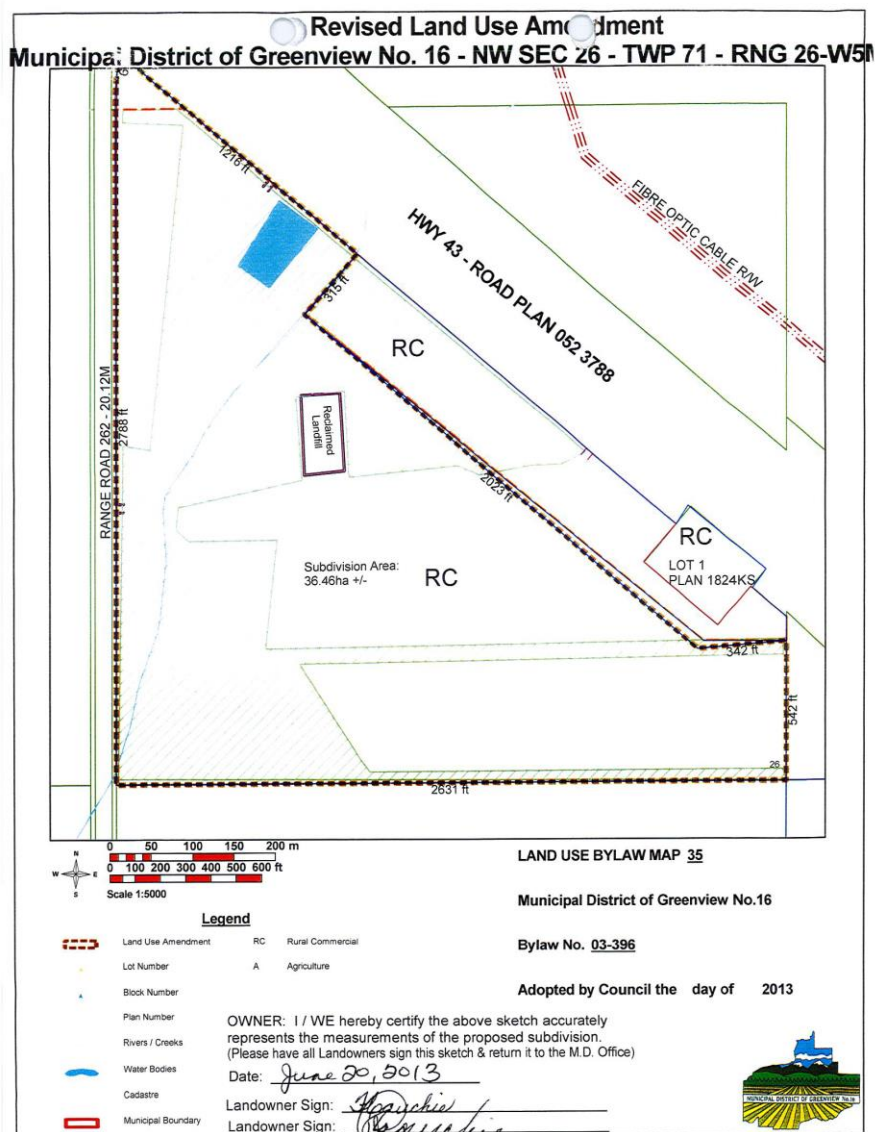 Revised Land Use Amendment
Municipal District of Greenview No. 16 - NW SEC 26 - TWP 71 - RNG 26-W5M
1216 ft
FIBRE OPTIC CABLE R/W
HWY 43 - ROAD PLAN 052 3788
315 ft
RC
RANGE ROAD 262 - 20.12M
2788 ft
Reclaimed
Landfill
2023 ft
RC
LOT 1
PLAN 1824KS
Subdivision Area:
36.46ha +/-
RC
342 ft
542 ft
26
2631 ft
0 50 100 150 200 m
0 100 200 300 400 500 600 ft
Scale 1:5000
N
W E
S
LAND USE BYLAW MAP 35
Municipal District of Greenview No.16
Bylaw No. 03-396
Adopted by Council the day of 2013
Legend
Land Use Amendment RC Rural Commercial
Lot Number A Agriculture
Block Number
Plan Number
Rivers / Creeks
Water Bodies
Cadastre
Municipal Boundary
OWNER: I / WE hereby certify the above sketch accurately
represents the measurements of the proposed subdivision.
(Please have all Landowners sign this sketch & return it to the M.D. Office)
Date: June 20, 2013
Landowner Sign:
Landowner Sign:
MUNICIPAL DISTRICT OF GREENVIEW No.16